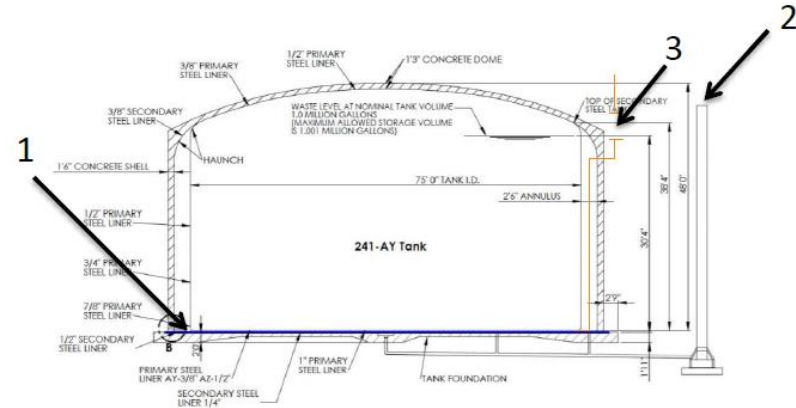 2
3
1
1/2" PRIMARY
STEEL LINER
1'3" CONCRETE DOME
3/8" PRIMARY
STEEL LINER
3/8" SECONDARY
STEEL LINER
TOP OF SECONDARY
STEEL
WASTE LEVEL AT NOMINAL TANK VOLUME
1.0 MILLION GALLONS
(MAXIMUM ALLOWED STORAGE VOLUME
IS 1.001 MILLION GALLONS)
HAUNCH
1'6" CONCRETE SHELL
75' 0" TANK I.D.
2'6" ANNULUS
38'4"
48'0"
30'4"
1/2" PRIMARY
STEEL LINER
241-AY Tank
3/4" PRIMARY
STEEL LINER
7/8" PRIMARY
STEEL LINER
2'9"
1/2" SECONDARY
STEEL LINER
B
2'0"
1'11"
PRIMARY STEEL
LINER AY-3/8" AZ-1/2"
1" PRIMARY
STEEL LINER
TANK FOUNDATION
SECONDARY STEEL
LINER 1/4"